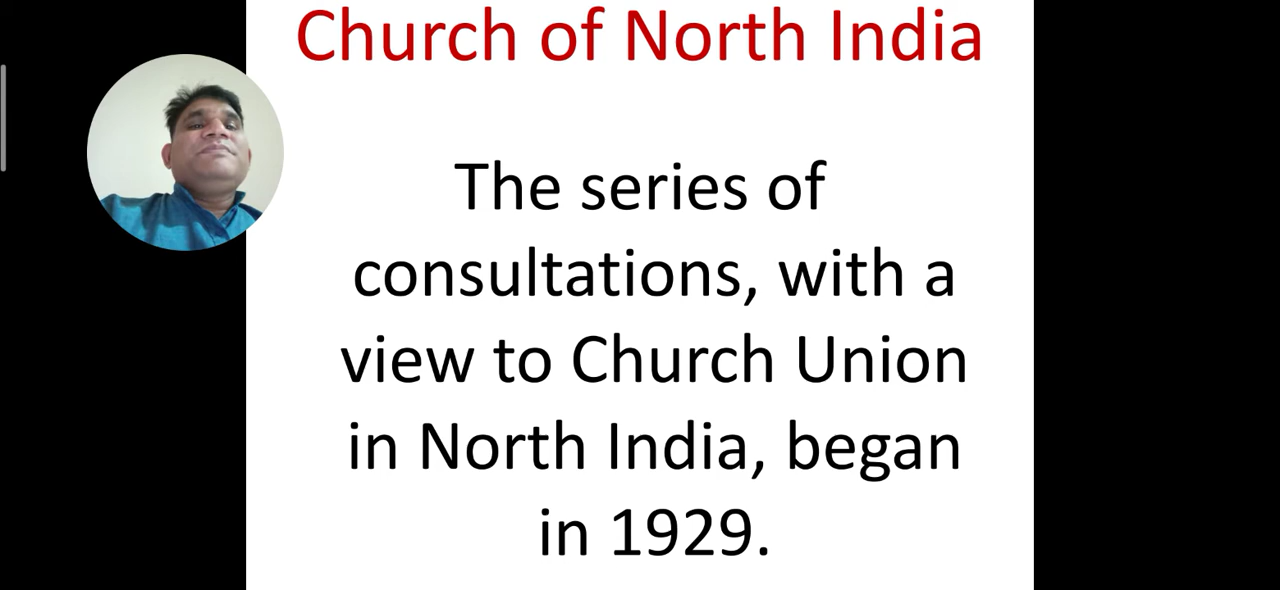 Church of North India
The series of
consultations, with a
view to Church Union
in North India, began
in 1929.